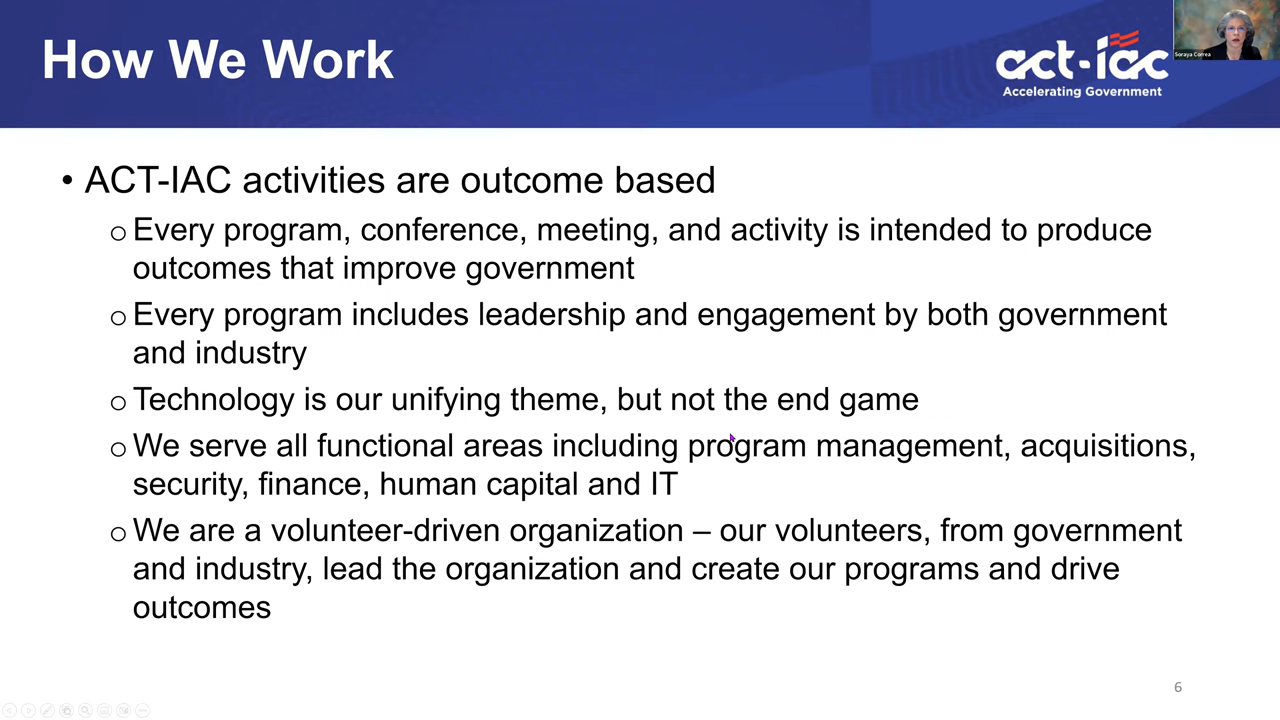 How We Work
act-iac
Accelerating Government
Soraya Correa
• ACT-IAC activities are outcome based
o Every program, conference, meeting, and activity is intended to produce
outcomes that improve government
o Every program includes leadership and engagement by both government
and industry
o Technology is our unifying theme, but not the end game
o We serve all functional areas including program management, acquisitions,
security, finance, human capital and IT
o We are a volunteer-driven organization – our volunteers, from government
and industry, lead the organization and create our programs and drive
outcomes
6